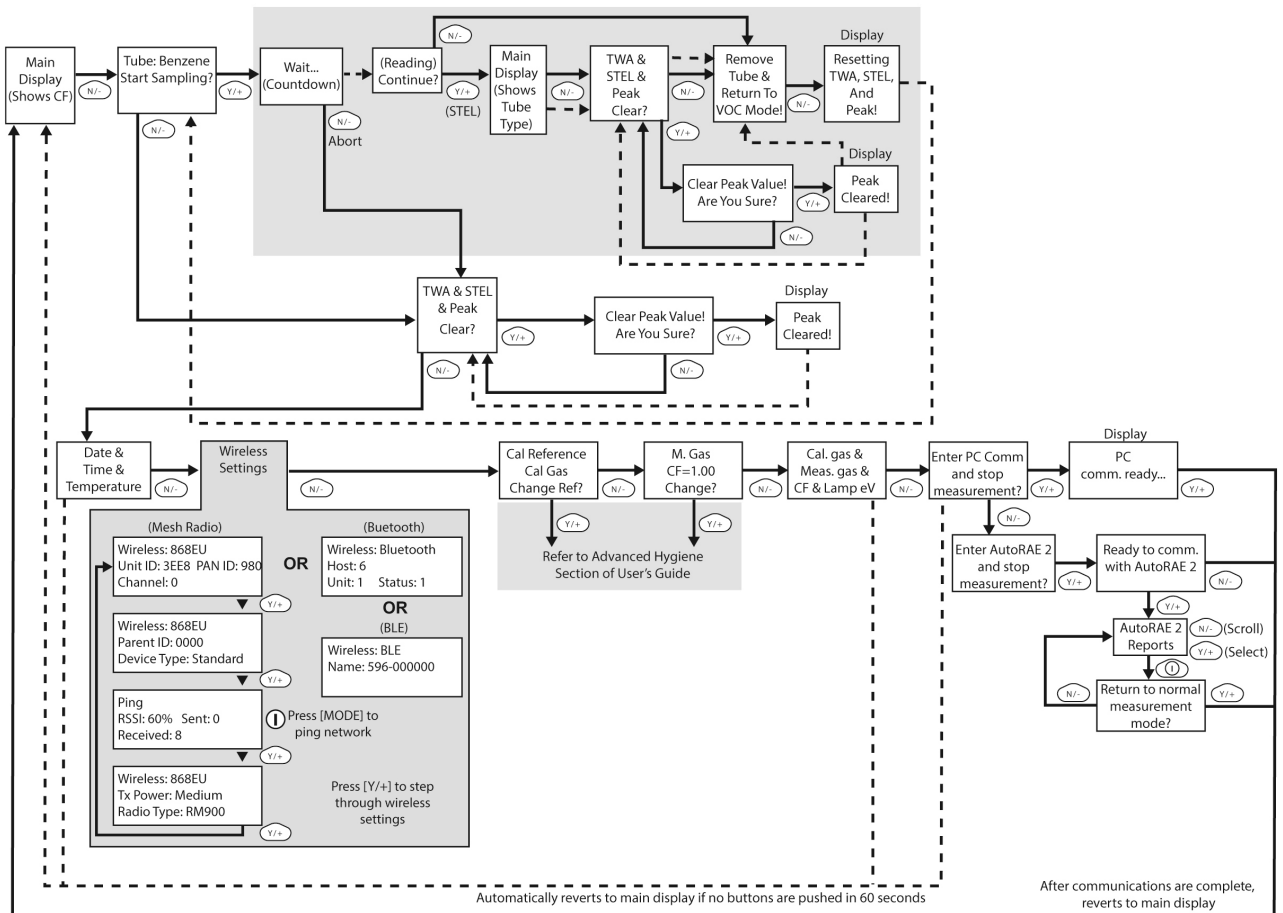 Main
Display
(Shows CF)
N/-
Tube: Benzene
Start Sampling?
Y/+
N/-
Wait...
(Countdown)
N/-
Abort
(Reading)
Continue?
N/-
Y/+
(STEL)
Main
Display
(Shows
Tube
Type)
N/-
TWA &
STEL &
Peak
Clear?
N/-
Y/+
Remove
Tube &
Return To
VOC Mode!
N/-
Display
Resetting
TWA, STEL,
And
Peak!
Clear Peak Value!
Are You Sure?
Y/+
N/-
Display
Peak
Cleared!
TWA & STEL
& Peak
Clear?
Y/+
N/-
Clear Peak Value!
Are You Sure?
Y/+
N/-
Display
Peak
Cleared!
Date &
Time &
Temperature
N/-
Wireless
Settings
N/-
(Mesh Radio)
Wireless: 868EU
Unit ID: 3EE8 PAN ID: 980
Channel: 0
Y/+
Wireless: 868EU
Parent ID: 0000
Device Type: Standard
Y/+
Ping
RSSI: 60% Sent: 0
Received: 8
Y/+
Wireless: 868EU
Tx Power: Medium
Radio Type: RM900
Y/+
OR
(Buetooth)
Wireless: Bluetooth
Host: 6
Unit: 1 Status: 1
OR
(BLE)
Wireless: BLE
Name: 596-000000
Press [MODE] to
ping network
Press [Y/+] to step
through wireless
settings
Cal Reference
Cal Gas
Change Ref?
N/-
Y/+
M. Gas
CF=1.00
Change?
N/-
Y/+
Refer to Advanced Hygiene
Section of User's Guide
Cal. gas &
Meas. gas &
CF & Lamp eV
N/-
Enter PC Comm
and stop
measurement?
Y/+
N/-
Display
PC
comm. ready...
Y/+
Enter AutoRAE 2
and stop
measurement?
Y/+
Ready to comm.
with AutoRAE 2
N/-
Y/+
AutoRAE 2
Reports
N/- (Scroll)
Y/+ (Select)
Return to normal
measurement
mode?
N/-
Y/+
Automatically reverts to main display if no buttons are pushed in 60 seconds
After communications are complete,
reverts to main display